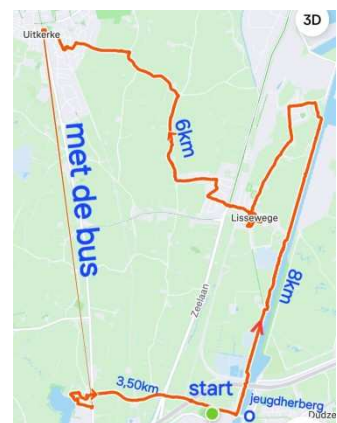 3D
Uitkerke
met de bus
6km
Lissewege
8km
Zeelaan
3,50km
start
jeugdherberg
Dudze